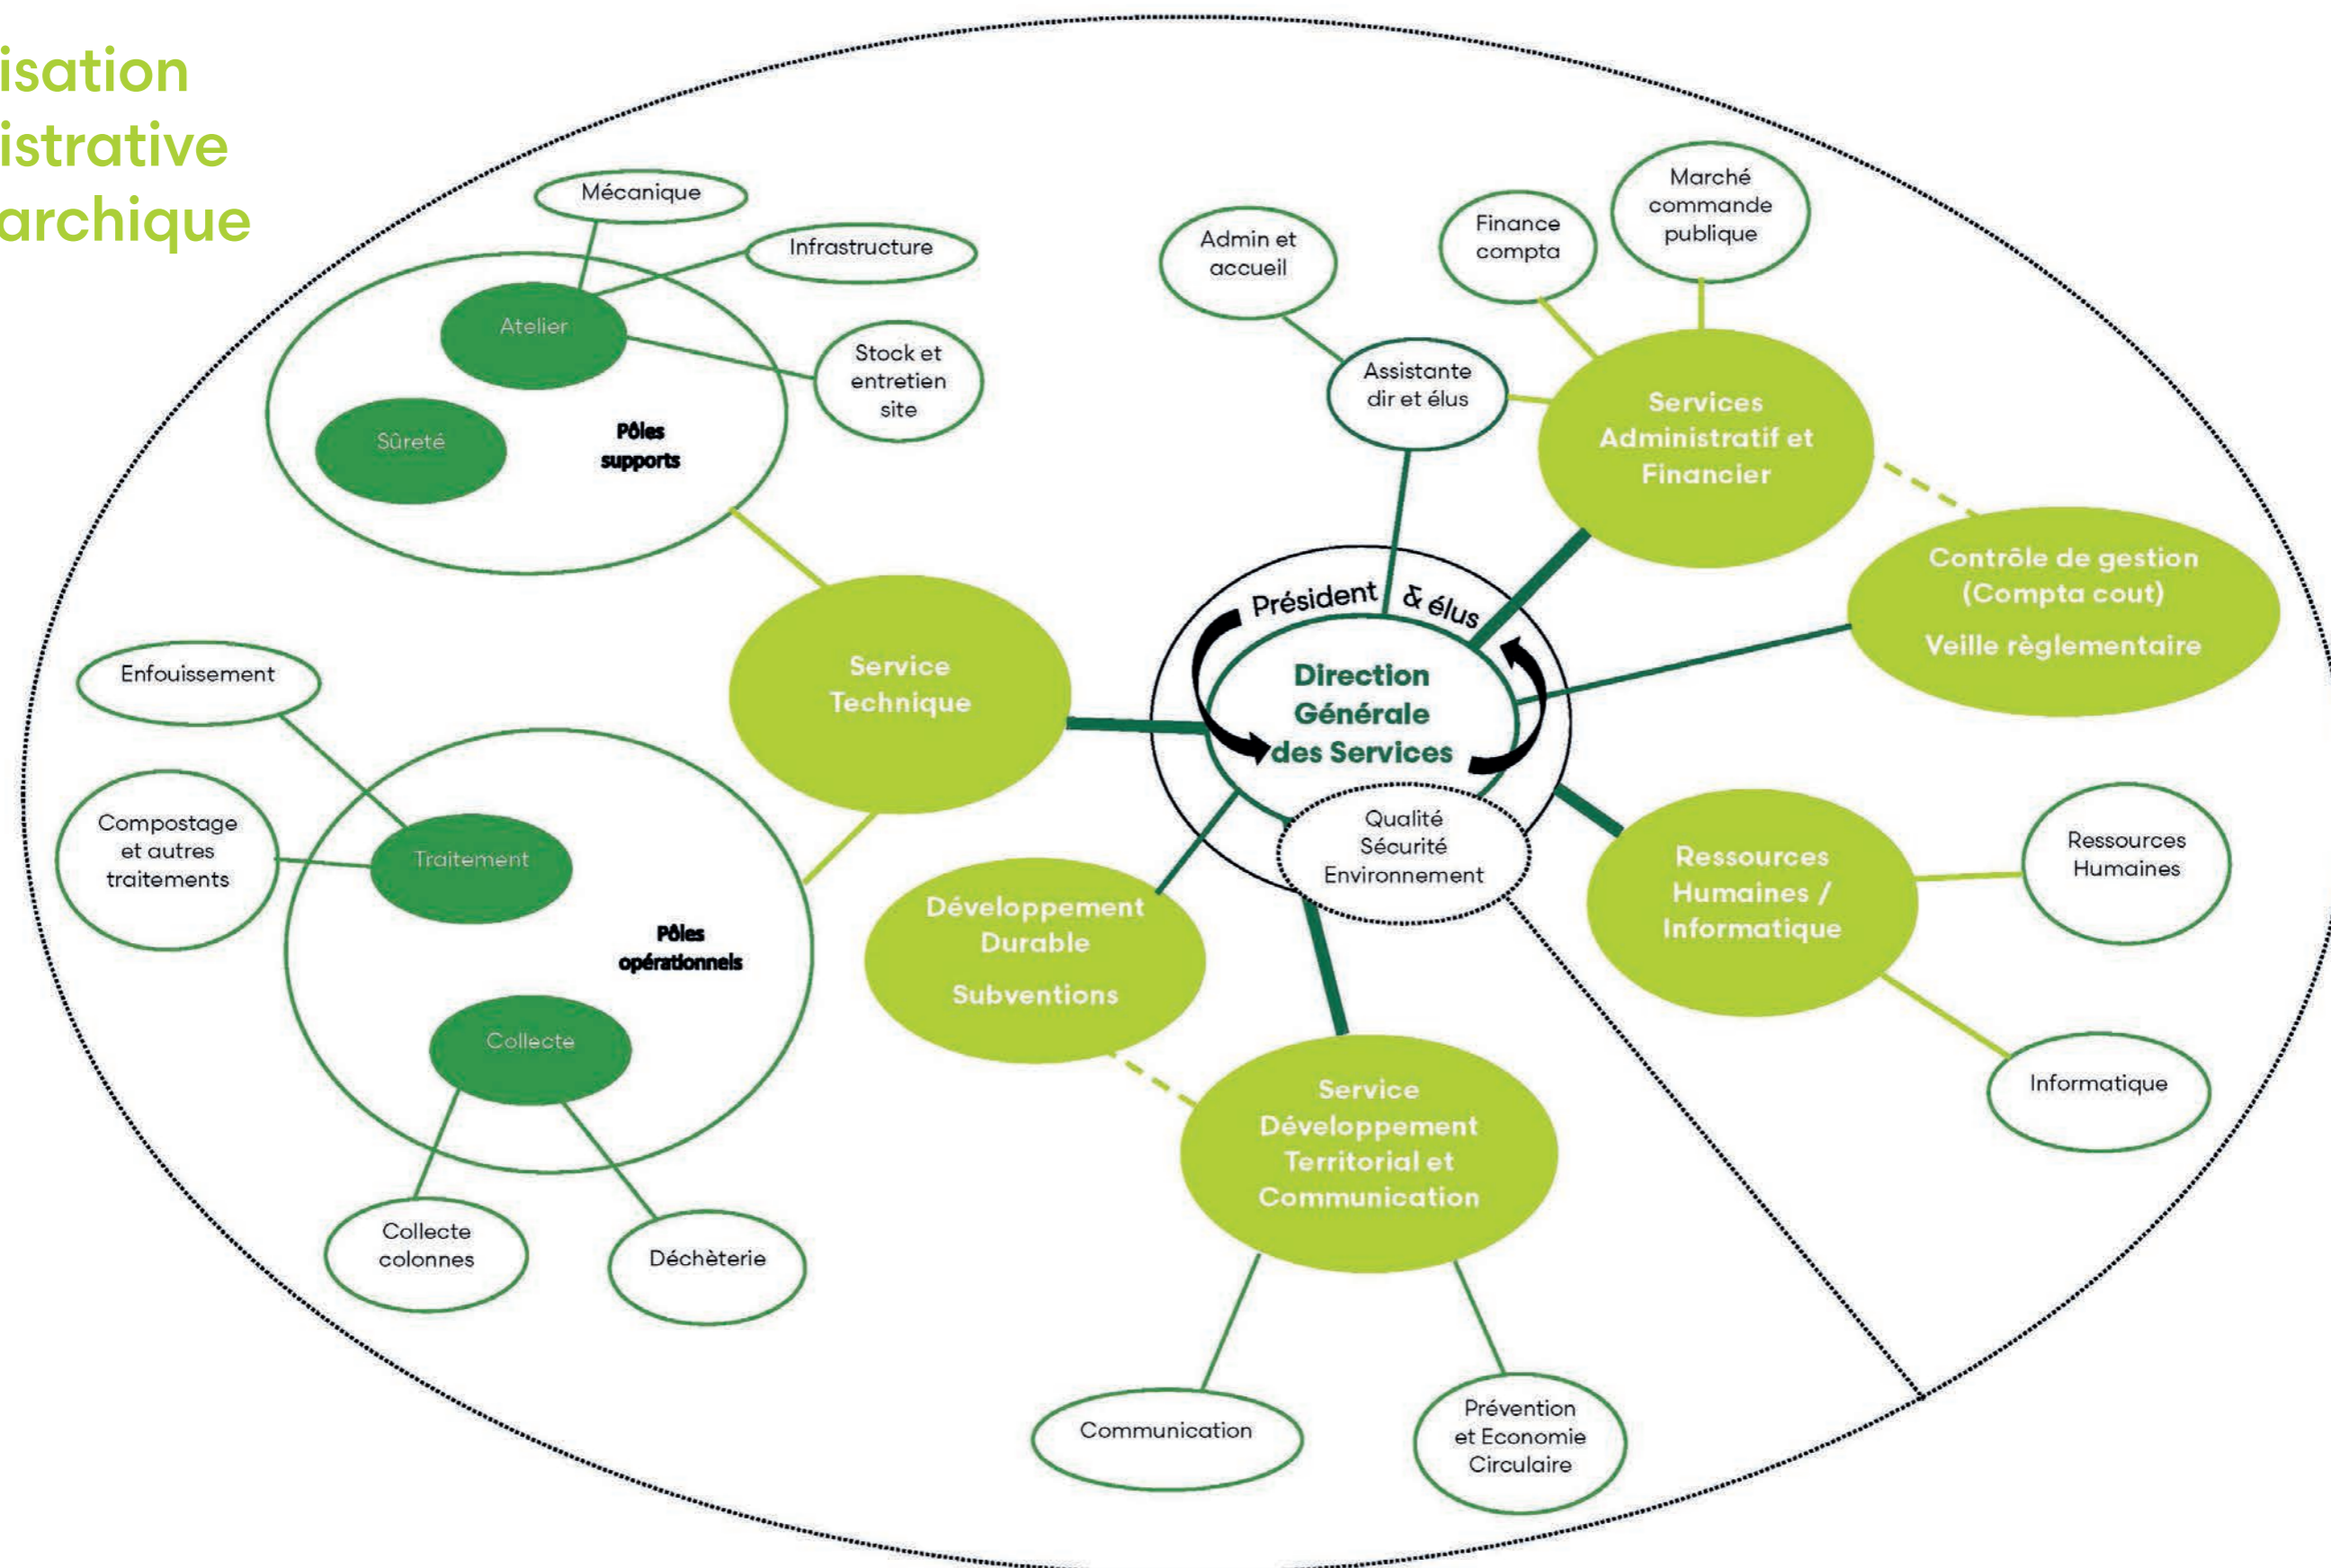 isation
istrative
archique
Mécanique
Infrastructure
Atelier
Stock et
entretien
site
Sûreté
Pôles
supports
Admin et
accueil
Finance
compta
Marché
commande
publique
Assistante
dir et élus
Services
Administratif et
Financier
Contrôle de gestion
(Compta cout)
Veille règlementaire
Président & élus
Direction
Générale
des Services
Qualité
Sécurité
Environnement
Service
Technique
Enfouissement
Compostage
et autres
traitements
Traitement
Pôles
opérationnels
Collecte
Collecte
colonnes
Déchèterie
Développement
Durable
Subventions
Service
Développement
Territorial et
Communication
Communication
Prévention
et Economie
Circulaire
Ressources
Humaines /
Informatique
Ressources
Humaines
Informatique